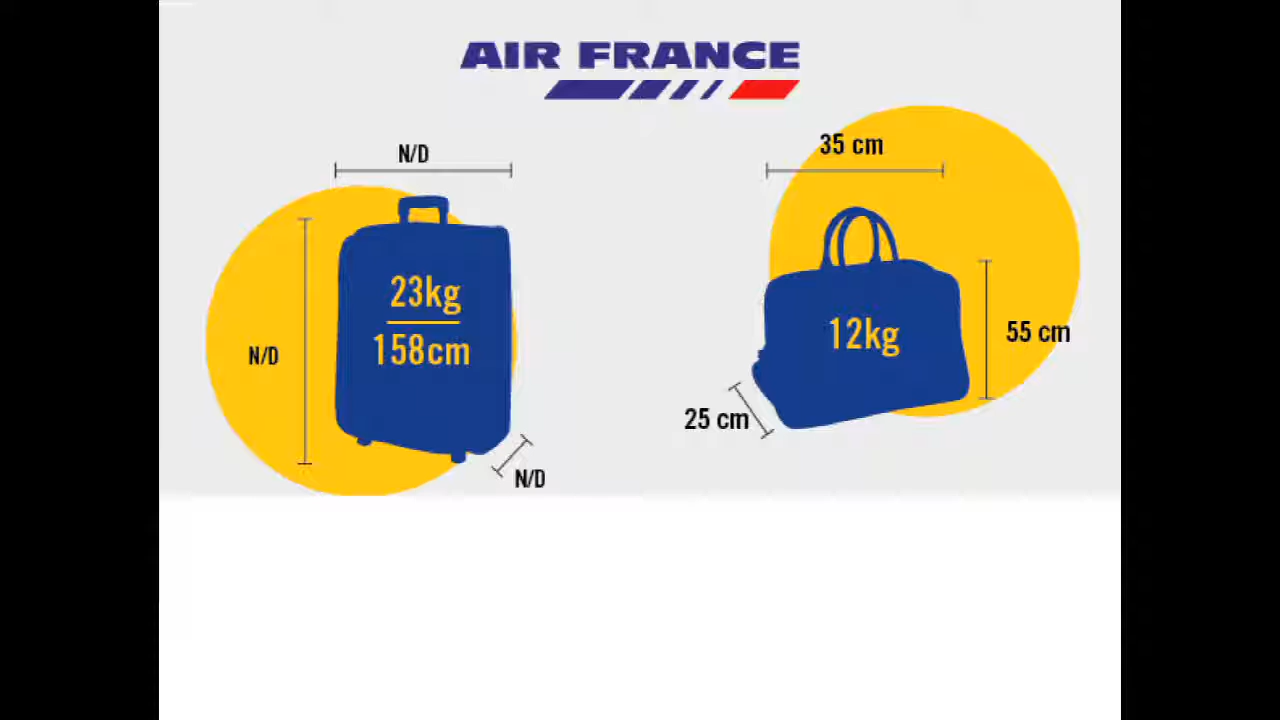 AIR FRANCE
N/D
N/D
23kg
158cm
N/D
35 cm
12kg
55 cm
25 cm